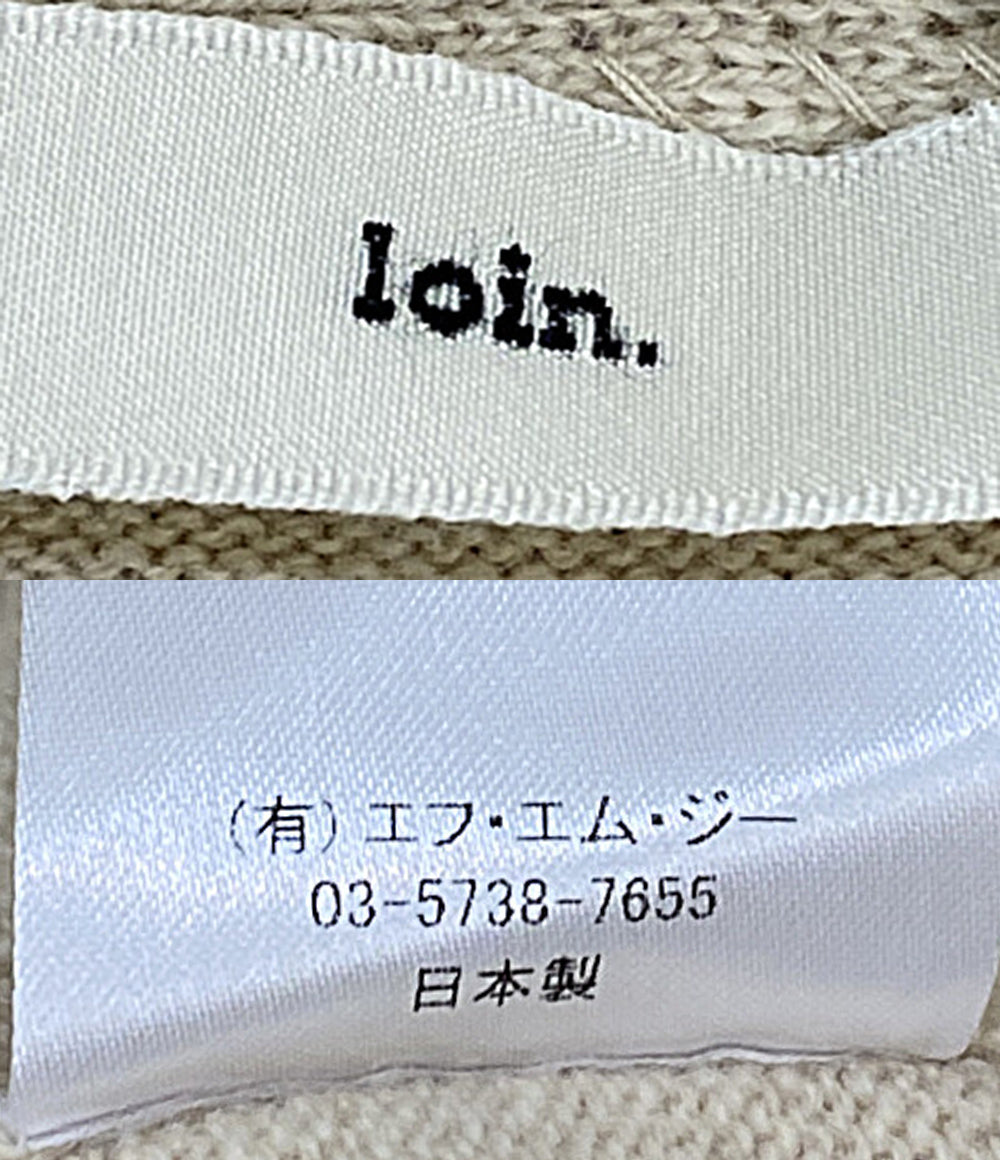 loin.
(有)エフ・エム・ジー
03-5738-7655
日本製